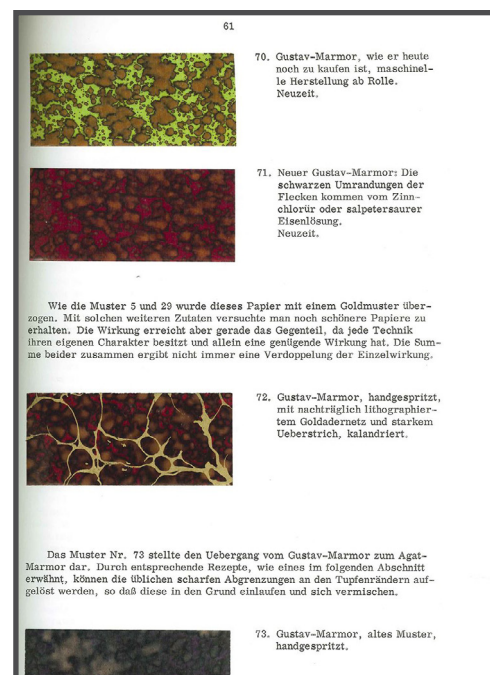 61
70. Gustav-Marmor, wie er heute
noch zu kaufen ist, maschinel-
le Herstellung ab Rolle.
Neuzeit.
71. Neuer Gustav-Marmor: Die
schwarzen Umrandungen der
Flecken kommen vom Zinn-
chlorür oder salpetersaurer
Eisenlösung.
Neuzeit.
Wie die Muster 5 und 29 wurde dieses Papier mit einem Goldmuster über-
zogen. Mit solchen weiteren Zutaten versuchte man noch schönere Papiere zu
erhalten. Die Wirkung erreicht aber gerade das Gegenteil, da jede Technik
ihren eigenen Charakter besitzt und allein eine genügende Wirkung hat. Die Sum-
me beider zusammen ergibt nicht immer eine Verdoppelung der Einzelwirkung.
72. Gustav-Marmor, handgespritzt,
mit nachträglich lithographier-
tem Goldadernetz und starkem
Ueberstrich, kalandriert.
Das Muster Nr. 73 stellte den Uebergang vom Gustav-Marmor zum Agat-
Marmor dar. Durch entsprechende Rezepte, wie eines im folgenden Abschnitt
erwähnt, können die üblichen scharfen Abgrenzungen an den Tupfenrändern auf-
gelöst werden, so daß diese in den Grund einlaufen und sich vermischen.
73. Gustav-Marmor, altes Muster,
handgespritzt.